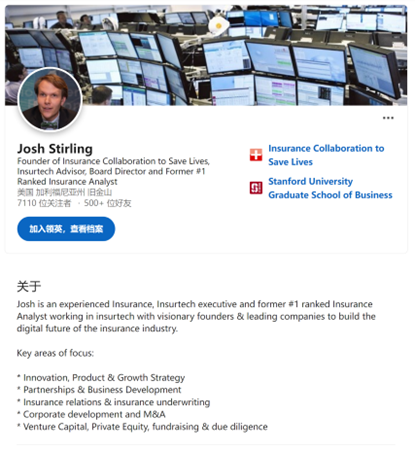 Josh Stirling
Founder of Insurance Collaboration to Save Lives,
Insurtech Advisor, Board Director and Former #1
Ranked Insurance Analyst
美国 加利福尼亚州 旧金山
7110 位关注者 · 500+ 位好友
加入领英，查看档案
Insurance Collaboration to
Save Lives
Stanford University
Graduate School of Business
关于
Josh is an experienced Insurance, Insurtech executive and former #1 ranked Insurance
Analyst working in insurtech with visionary founders & leading companies to build the
digital future of the insurance industry.
Key areas of focus:
* Innovation, Product & Growth Strategy
* Partnerships & Business Development
* Insurance relations & insurance underwriting
* Corporate development and M&A
* Venture Capital, Private Equity, fundraising & due diligence